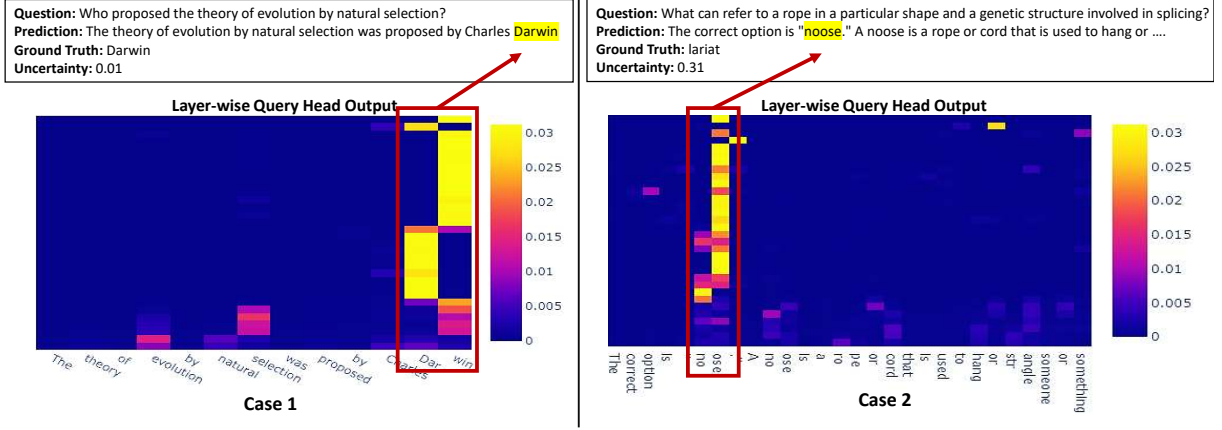 Question: Who proposed the theory of evolution by natural selection?
Prediction: The theory of evolution by natural selection was proposed by Charles Darwin
Ground Truth: Darwin
Uncertainty: 0.01
Layer-wise Query Head Output
0.03
0.025
0.02
0.015
0.01
0.005
0
The
theory
of
evolution
by
natural
selection
was
proposed
by
Charles
Dar
win
Case 1
Question: What can refer to a rope in a particular shape and a genetic structure involved in splicing?
Prediction: The correct option is "noose." A noose is a rope or cord that is used to hang or ....
Ground Truth: lariat
Uncertainty: 0.31
Layer-wise Query Head Output
0.03
0.025
0.02
0.015
0.01
0.005
0
The
correct
option
is
"
no
ose
."
A
no
ose
is
a
ro
pe
or
cord
that
is
used
to
hang
or
str
angle
someone
or
something
Case 2